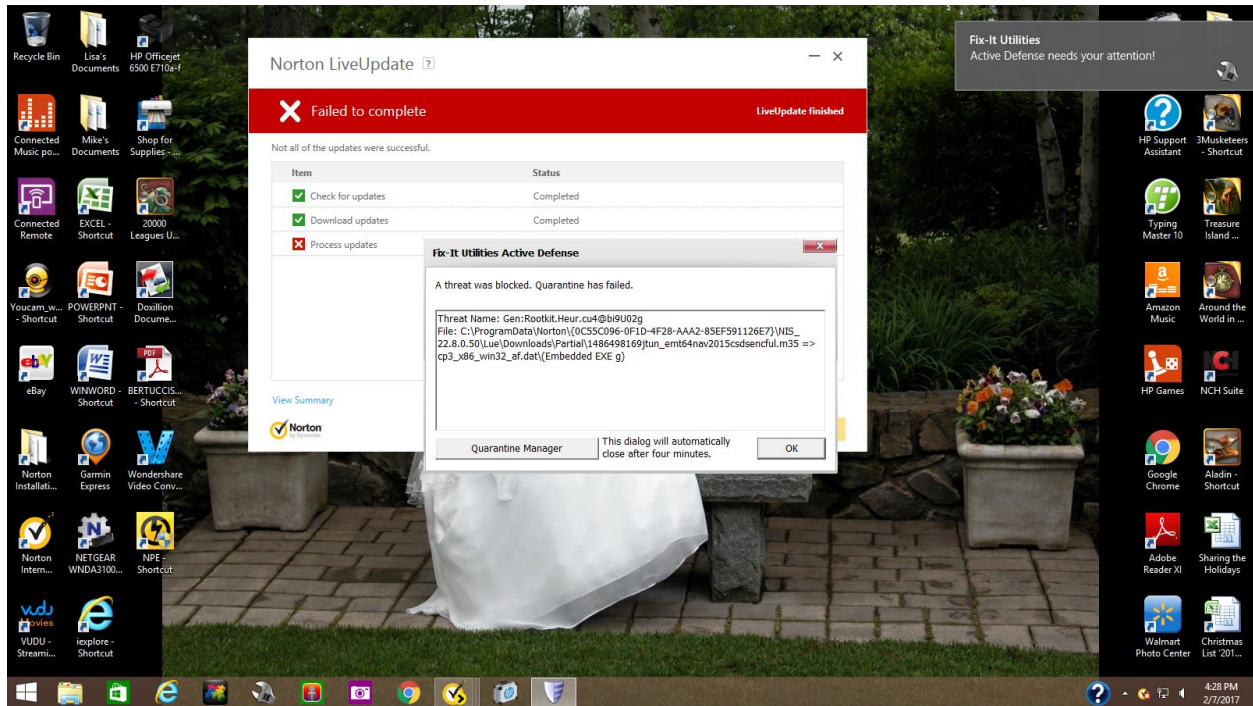 Recycle Bin
Lisa's
Documents
HP Officejet
6500 E710a-f
Connected
Music po...
Mike's
Documents
Shop for
Supplies - ...
Connected
Remote
EXCEL -
Shortcut
20000
Leagues U...
Youcam_w...
- Shortcut
POWERPNT -
Shortcut
Doxillion
Docume...
eBay
WINWORD -
Shortcut
PDF
BERTUCCIS...
- Shortcut
Norton
Installati...
Garmin
Express
Wondershare
Video Conv...
Norton
Intern...
NETGEAR
WNDA3100...
NPE -
Shortcut
VUDU -
Streami...
iexplore -
Shortcut
Norton LiveUpdate ?
Failed to complete
LiveUpdate finished
Not all of the updates were successful.
Item Status
Check for updates Completed
Download updates Completed
Process updates
View Summary
Norton
by Symantec
Fix-It Utilities Active Defense
A threat was blocked. Quarantine has failed.
Threat Name: Gen:Rootkit.Heur.cu4@bi9U02g
File: C:\ProgramData\Norton\{0C55C096-0F1D-4F28-AAA2-85EF591126E7}\NIS_
22.8.0.50\Lue\Downloads\Partial\1486498169jtun_emt64nav2015csdsencful.m35 =>
cp3_x86_win32_af.dat\(Embedded EXE g)
Quarantine Manager
This dialog will automatically
close after four minutes.
OK
Fix-It Utilities
Active Defense needs your attention!
HP Support
Assistant
3Musketeers
- Shortcut
Typing
Master 10
Treasure
Island ...
Amazon
Music
Around the
World in ...
HP Games
NCH Suite
Google
Chrome
Aladin -
Shortcut
Adobe
Reader XI
Sharing the
Holidays
Walmart
Photo Center
Christmas
List '201...
4:28 PM
2/7/2017